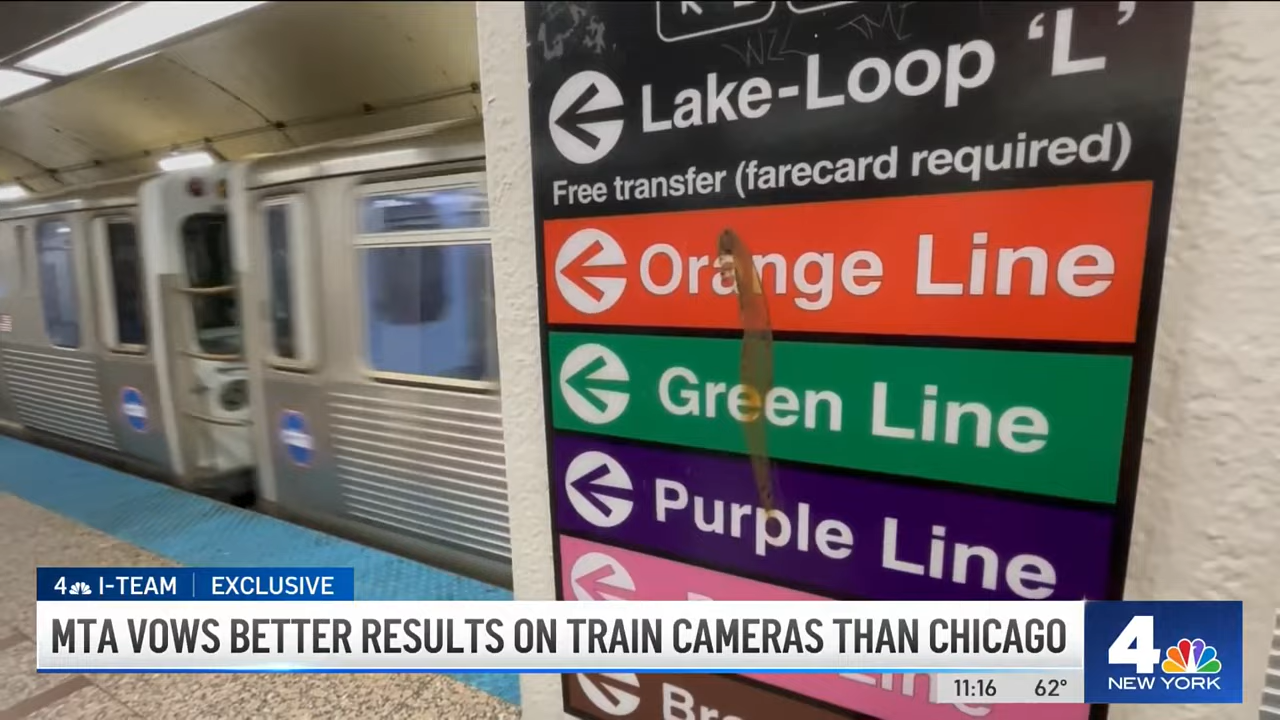 Lake-Loop 'L'
Free transfer (farecard required)
Orange Line
Green Line
Purple Line
4 I-TEAM | EXCLUSIVE
MTA VOWS BETTER RESULTS ON TRAIN CAMERAS THAN CHICAGO
4
NEW YORK
Line
11:16 62°